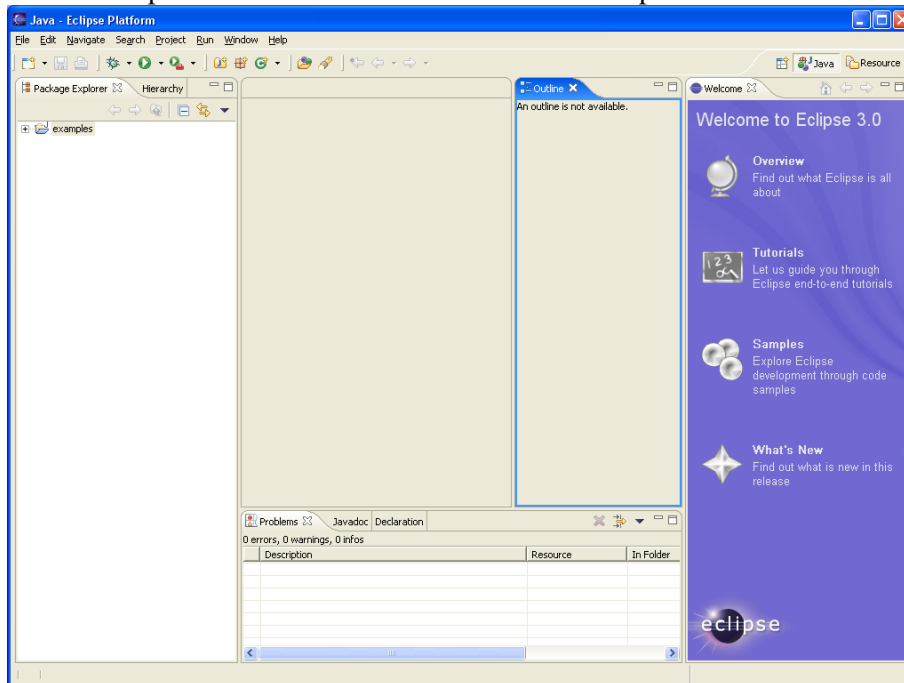 Java - Eclipse Platform
File Edit Navigate Search Project Run Window Help
Java Resource
Package Explorer Hierarchy
examples
Outline
An outline is not available.
Welcome
Welcome to Eclipse 3.0
Overview
Find out what Eclipse is all
about
Tutorials
Let us guide you through
Eclipse end-to-end tutorials
Samples
Explore Eclipse
development through code
samples
What's New
Find out what is new in this
release
eclipse
Problems Javadoc Declaration
0 errors, 0 warnings, 0 infos
Description Resource In Folder